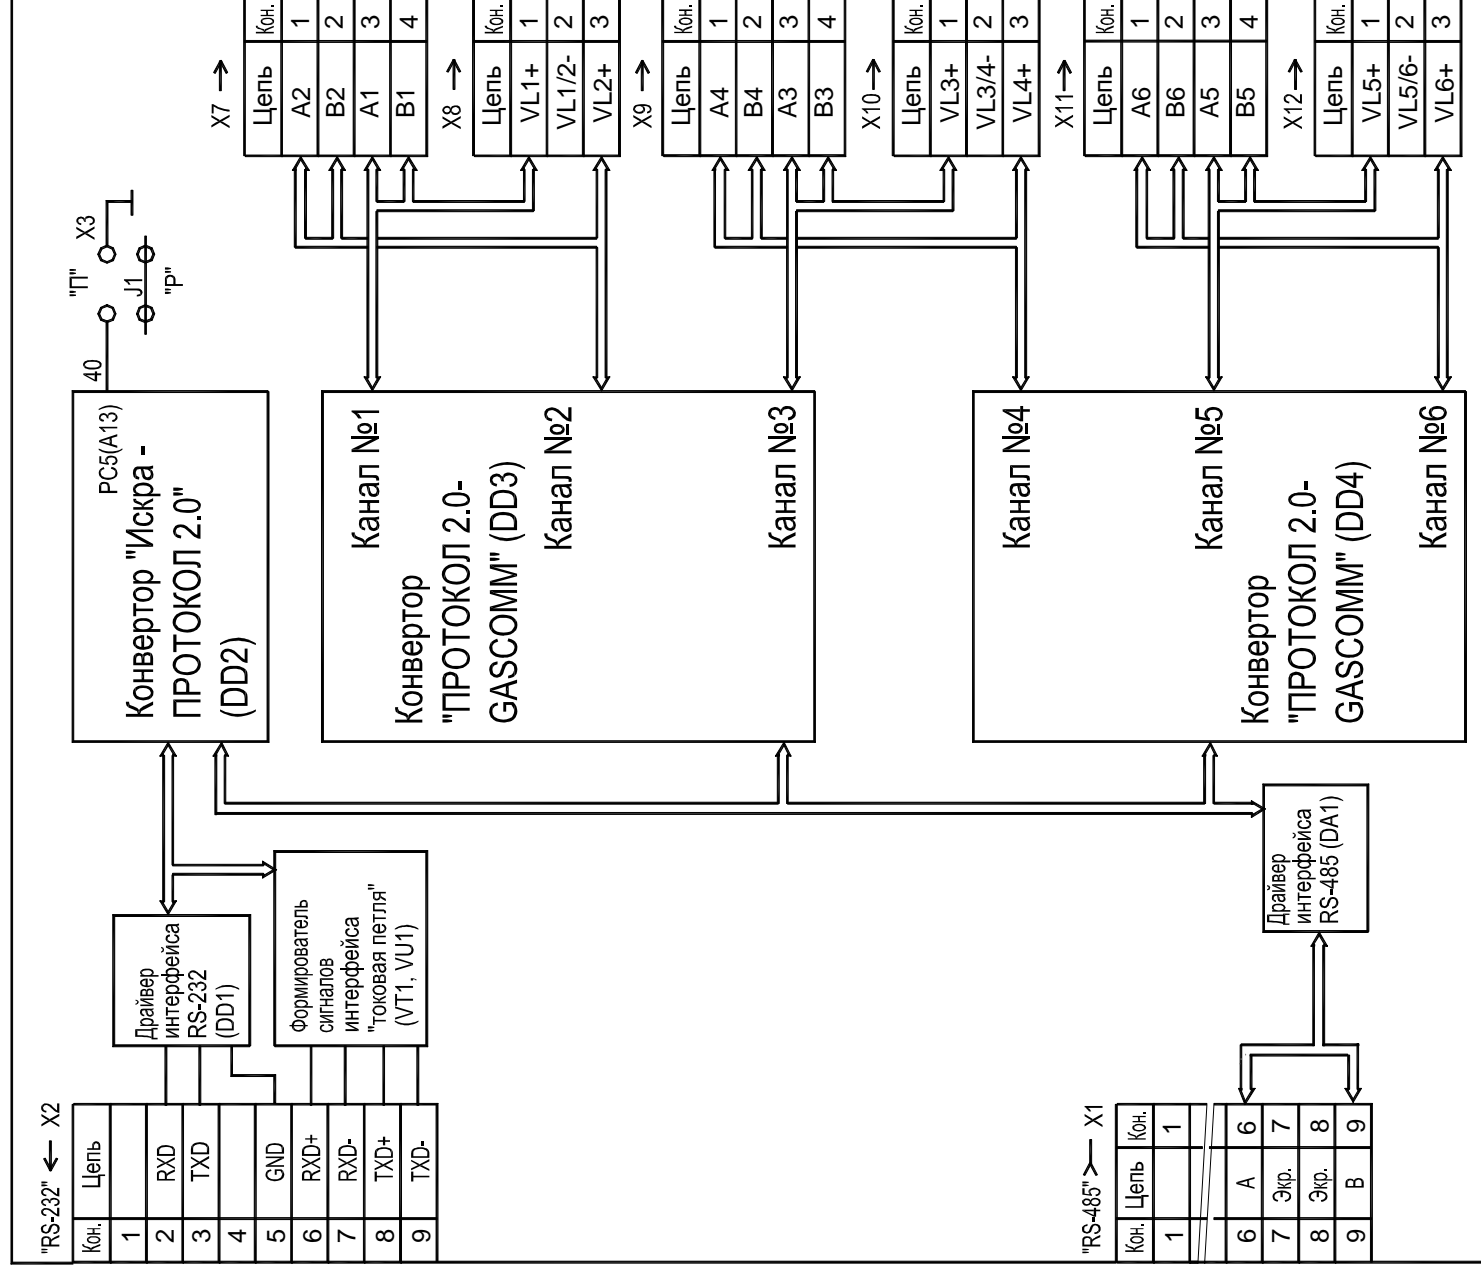 "RS-232" ← X2
Кон. Цепь
1
2 RXD
3 TXD
4
5 GND
6 RXD+
7 RXD-
8 TXD+
9 TXD-
Драйвер
интерфейса
RS-232
(DD1)
Формирователь
сигналов
интерфейса
"токовая петля"
(VT1, VU1)
PC5(A13)
Конвертор "Искра -
ПРОТОКОЛ 2.0"
(DD2)
40
"П"
X3
J1
"Р"
Канал №1
Конвертор
"ПРОТОКОЛ 2.0-
GASCOMM" (DD3)
Канал №2
Канал №3
X7 →
Цепь Кон.
A2 1
B2 2
A1 3
B1 4
X8 →
Цепь Кон.
VL1+ 1
VL1/2- 2
VL2+ 3
X9 →
Цепь Кон.
A4 1
B4 2
A3 3
B3 4
X10 →
Цепь Кон.
VL3+ 1
VL3/4- 2
VL4+ 3
"RS-485" X1
Кон. Цепь Кон.
1 1
6 A 6
7 Экр. 7
8 Экр. 8
9 B 9
Драйвер
интерфейса
RS-485 (DA1)
Канал №4
Канал №5
Конвертор
"ПРОТОКОЛ 2.0-
GASCOMM" (DD4)
Канал №6
X11 →
Цепь Кон.
A6 1
B6 2
A5 3
B5 4
X12 →
Цепь Кон.
VL5+ 1
VL5/6- 2
VL6+ 3